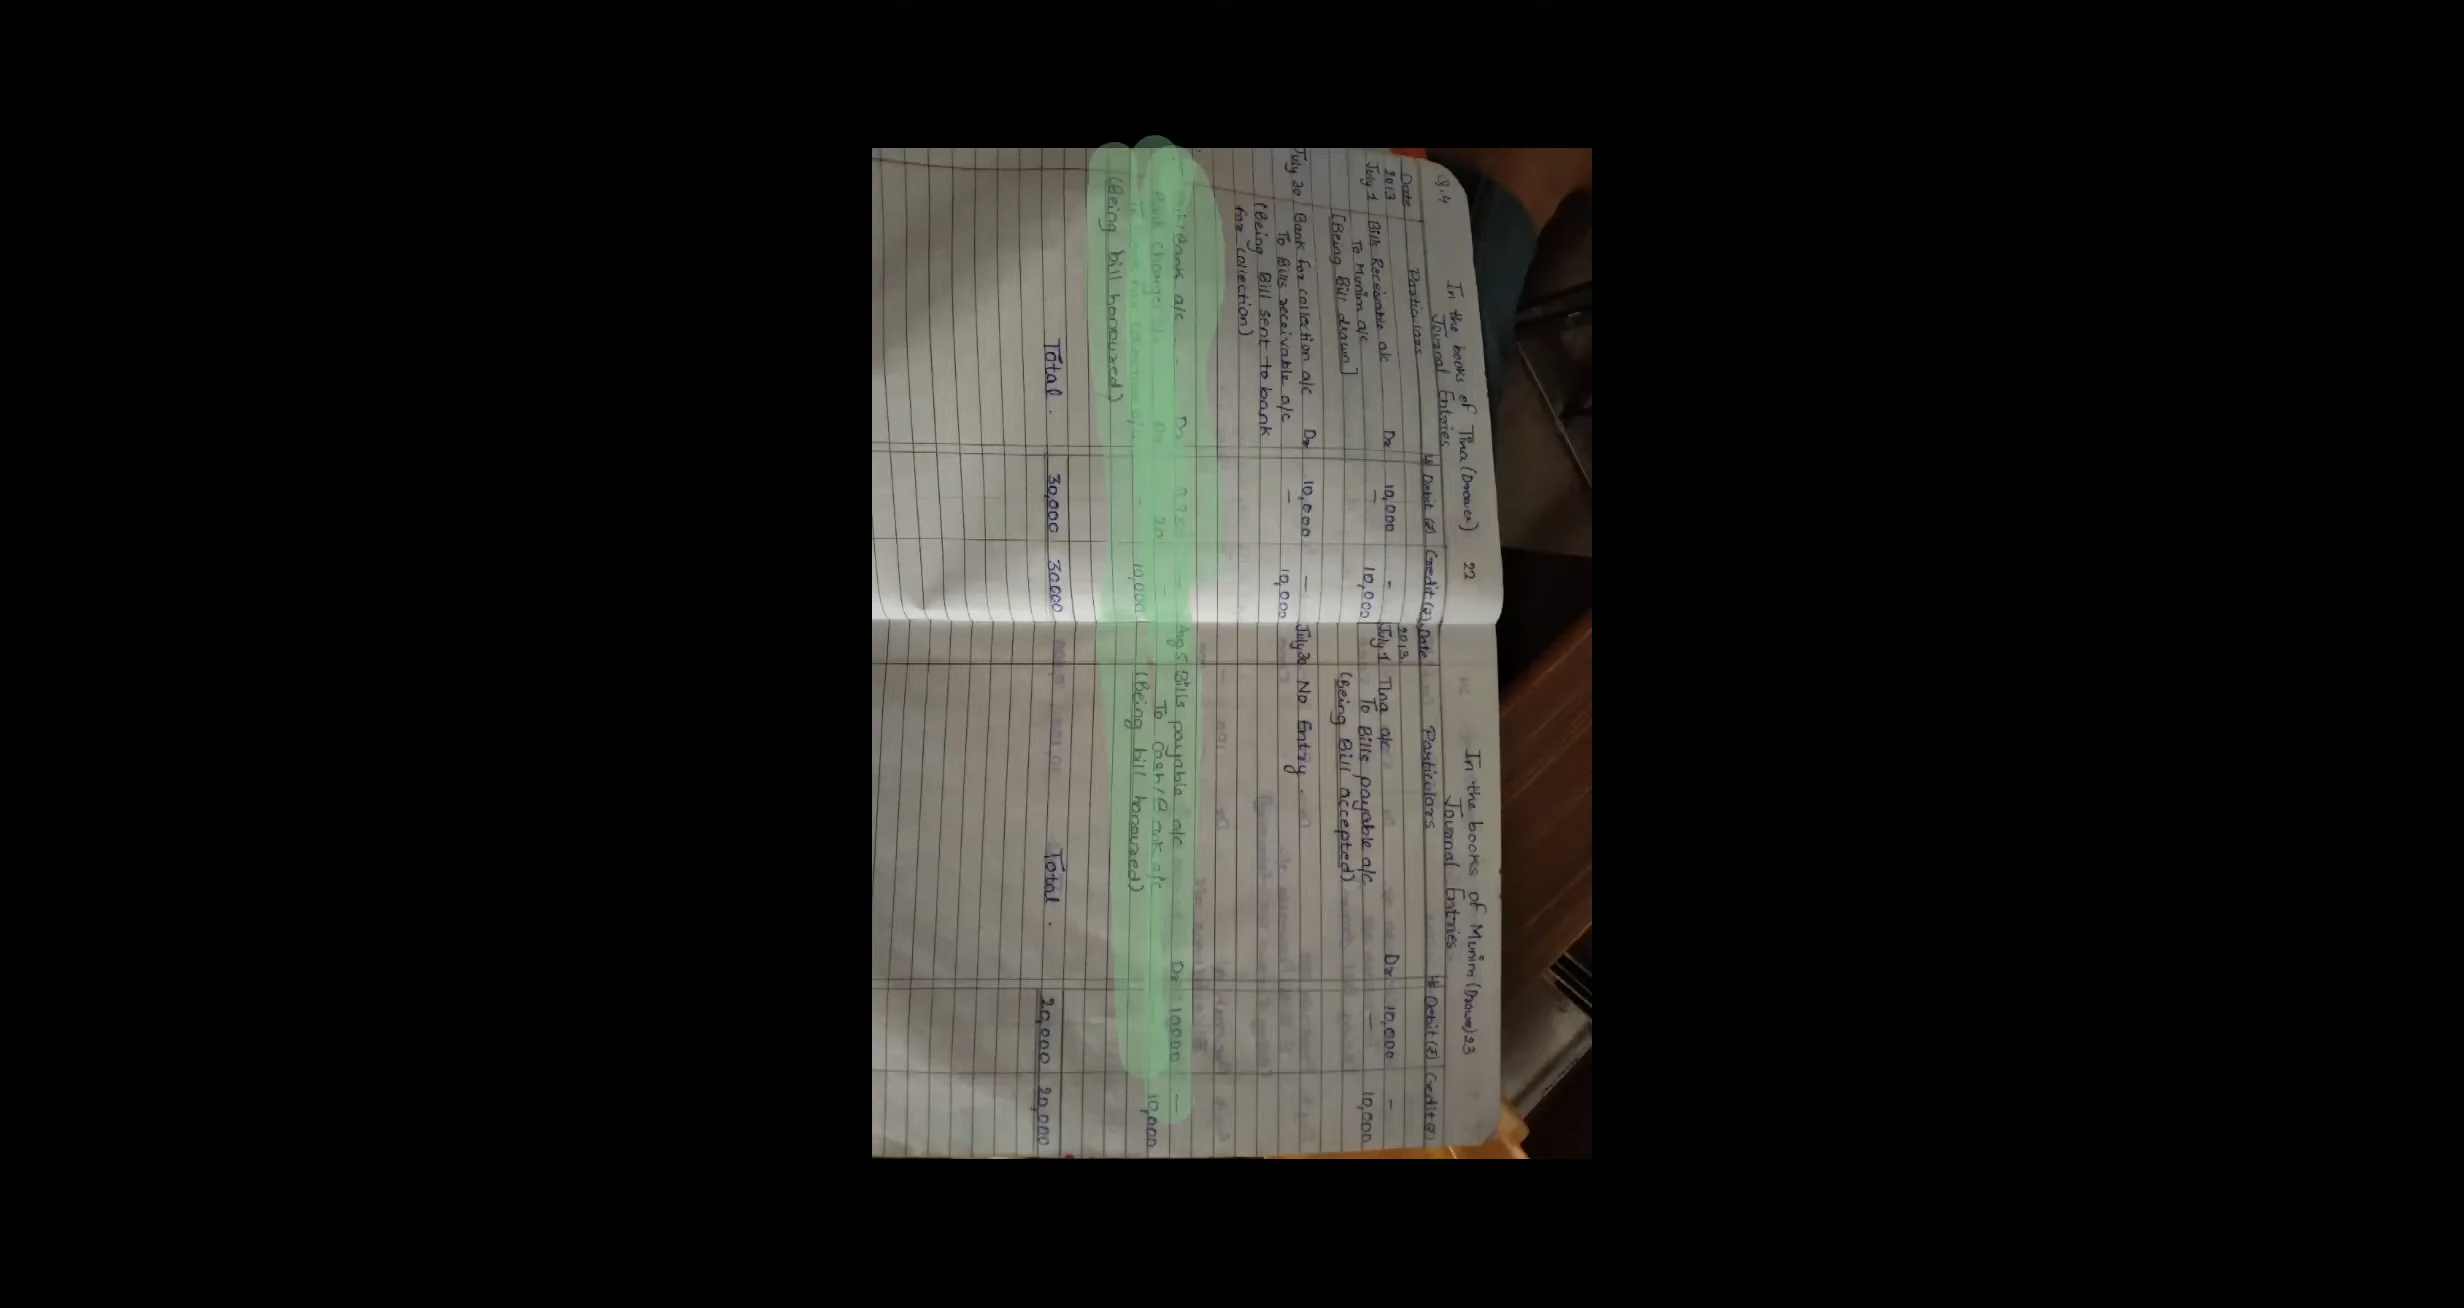 Q.4 In the books of Tina (Drawer) 22
Journal Entries
Date Particulars Lf Debit (₹) Credit (₹)
2013
July 1 Bills Receivable a/c Dr 10,000 -
To Munim a/c - 10,000
[Being Bill drawn]
July 20 Bank for collection a/c Dr 10,000 -
To Bills receivable a/c - 10,000
(Being Bill sent to bank
for collection)
Bank a/c Dr -
Bank charges Dr 20 -
- 10,000
(Being bill honoured)
Total. 30,000 30000
In the books of Munim (Drawee) 23
Journal Entries.
Date Particulars Lf Debit (₹) Credit (₹)
2013
July 1 Tina a/c Dr 10,000 -
To Bills payable a/c - 10,000
(Being Bill accepted)
July 20 No Entry.
Aug 5 Bills payable a/c Dr 10000 -
To Cash/Bank a/c 10,000
(Being bill honoured)
Total. 20,000 20,000